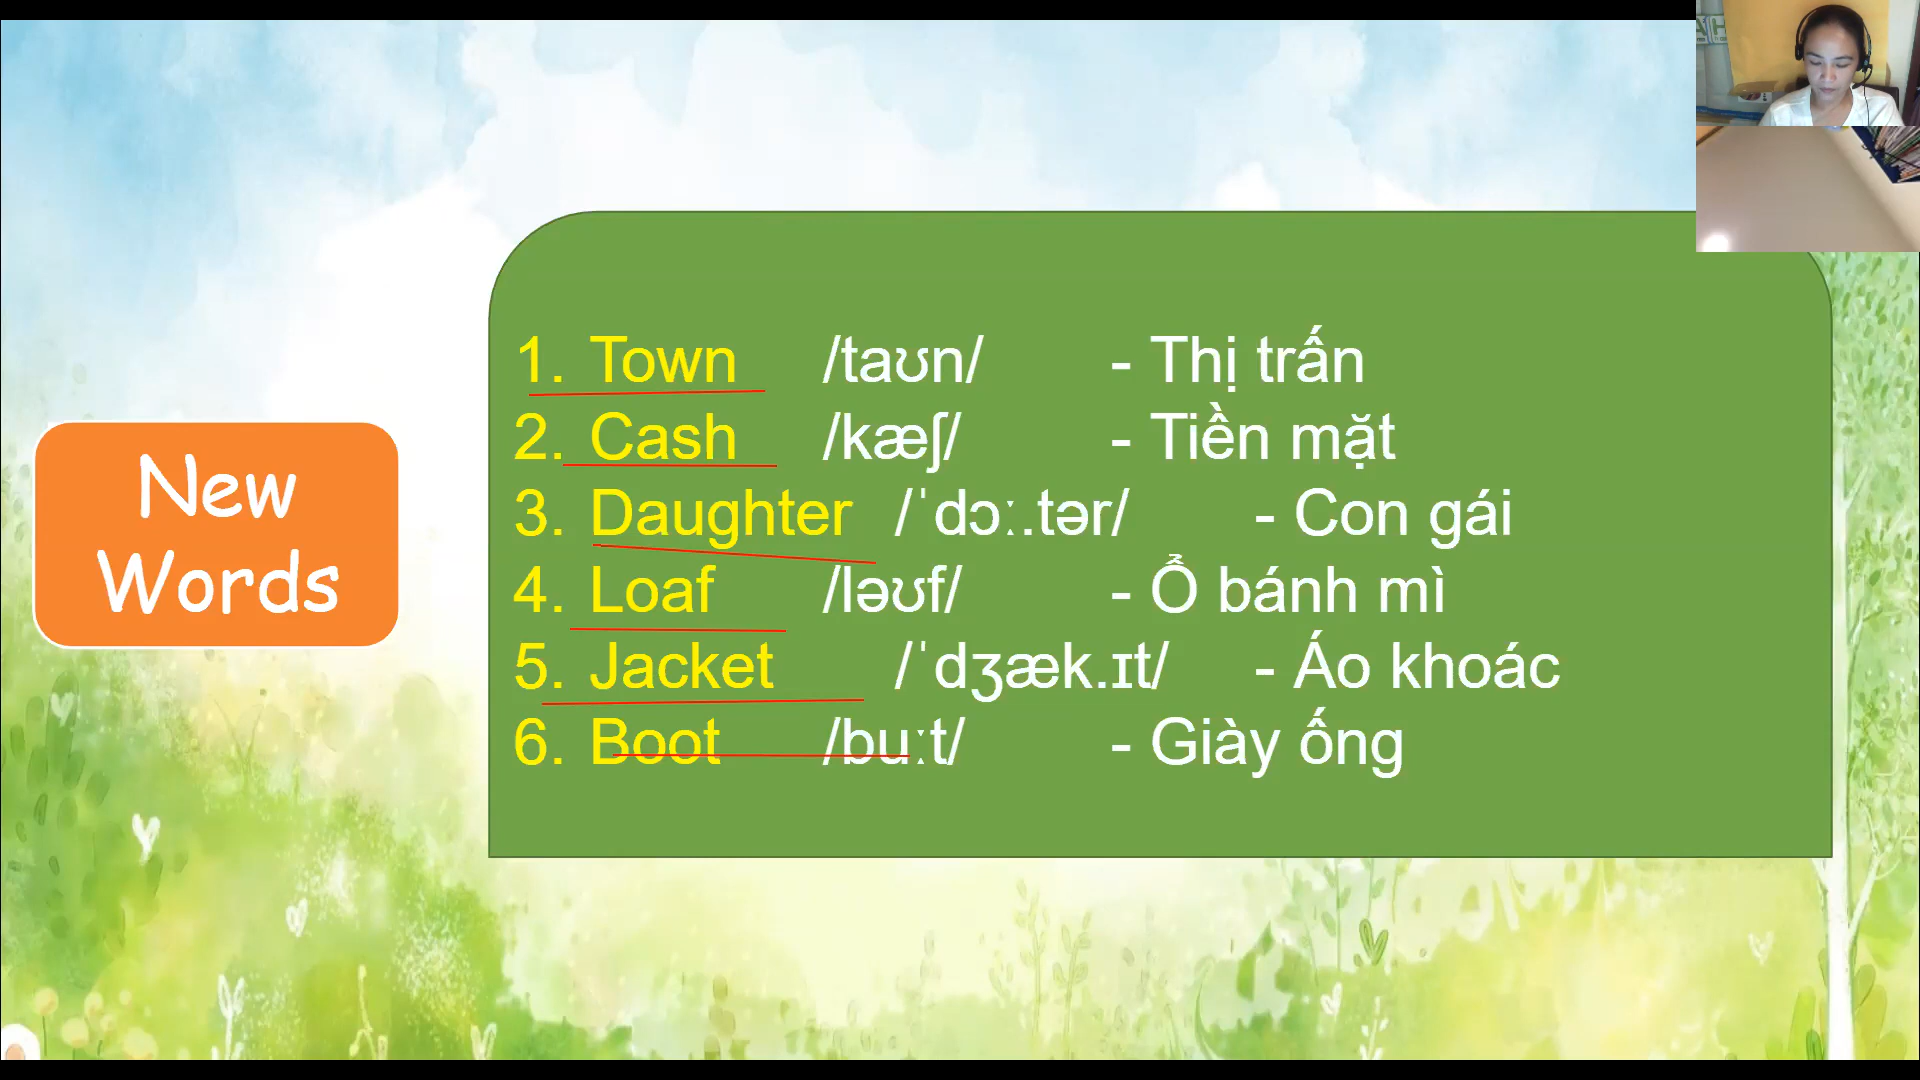 New
Words
1. Town /taʊn/ - Thị trấn
2. Cash /kæʃ/ - Tiền mặt
3. Daughter /ˈdɔː.tər/ - Con gái
4. Loaf /ləʊf/ - Ổ bánh mì
5. Jacket /ˈdʒæk.ɪt/ - Áo khoác
6. Boot /buːt/ - Giày ống